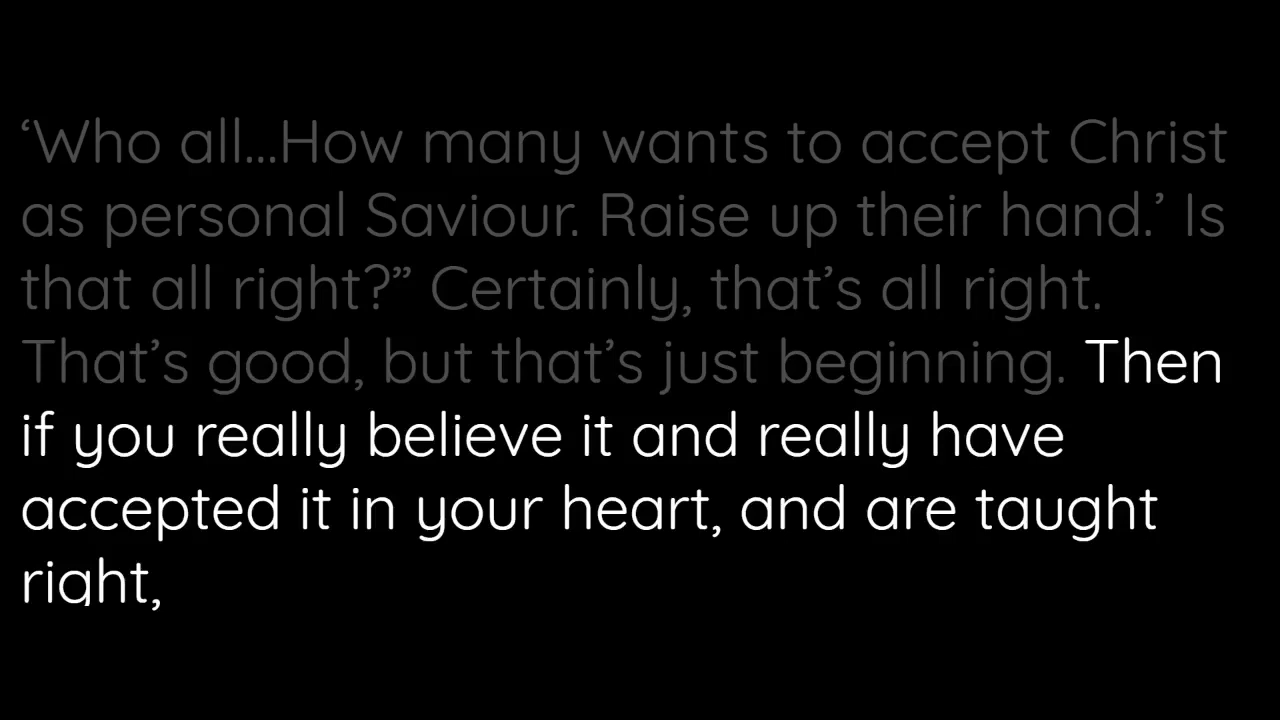 ‘Who all...How many wants to accept Christ
as personal Saviour. Raise up their hand.’ Is
that all right?” Certainly, that’s all right.
That’s good, but that’s just beginning. Then
if you really believe it and really have
accepted it in your heart, and are taught
right,